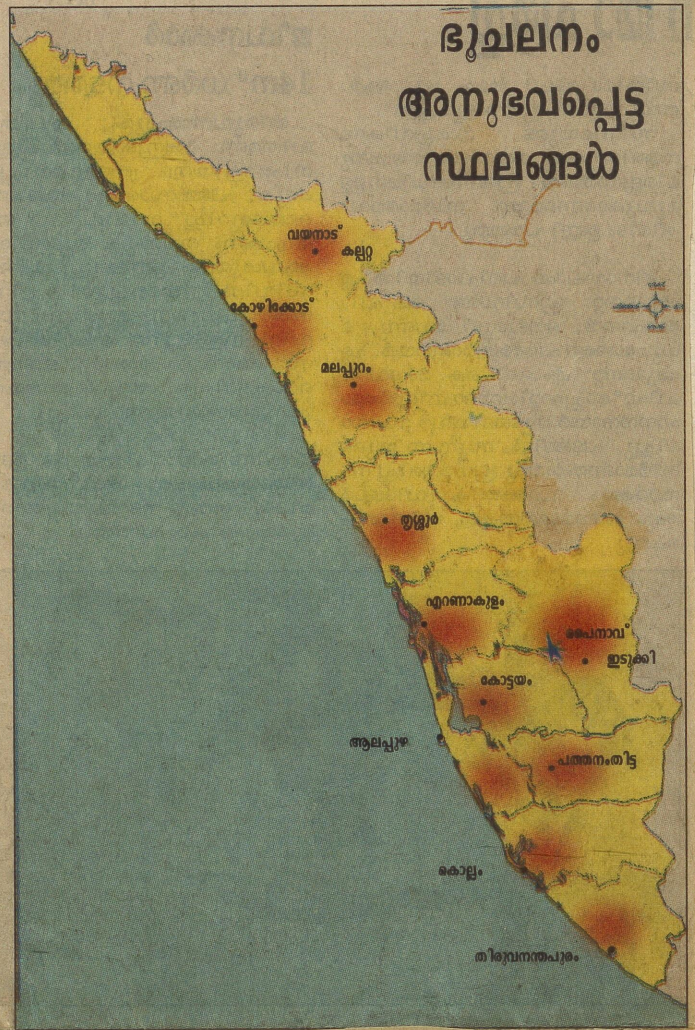 ഭൂചലനം
അനുഭവപ്പെട്ട
സ്ഥലങ്ങൾ
വയനാട്
കല്പറ്റ
കോഴിക്കോട്
മലപ്പുറം
തൃശ്ശൂർ
എറണാകുളം
പൈനാവ്
ഇടുക്കി
കോട്ടയം
ആലപ്പുഴ
പത്തനംതിട്ട
കൊല്ലം
തിരുവനന്തപുരം